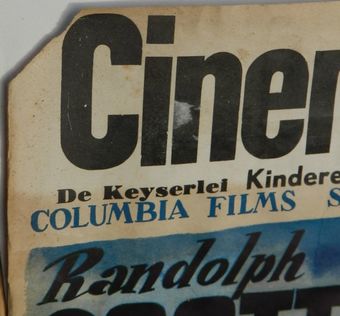 Ciner
De Keyserlei Kindere
COLUMBIA FILMS S
Randolph